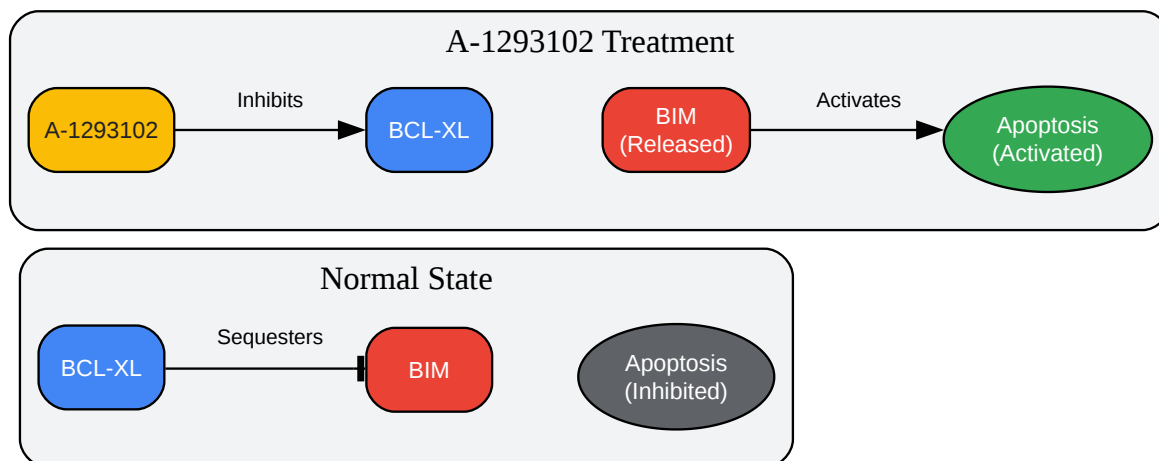 A-1293102 Treatment
Inhibits
Activates
A-1293102
BCL-XL
BIM
(Released)
Apoptosis
(Activated)
Normal State
Sequesters
BCL-XL
BIM
Apoptosis
(Inhibited)